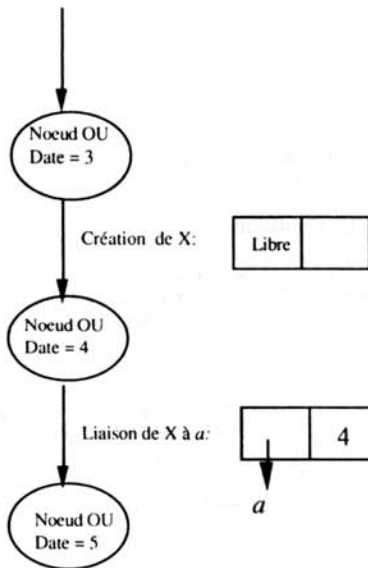 Noeud OU
Date = 3
Création de X:
Libre
Noeud OU
Date = 4
Liaison de X à a:
4
a
Noeud OU
Date = 5